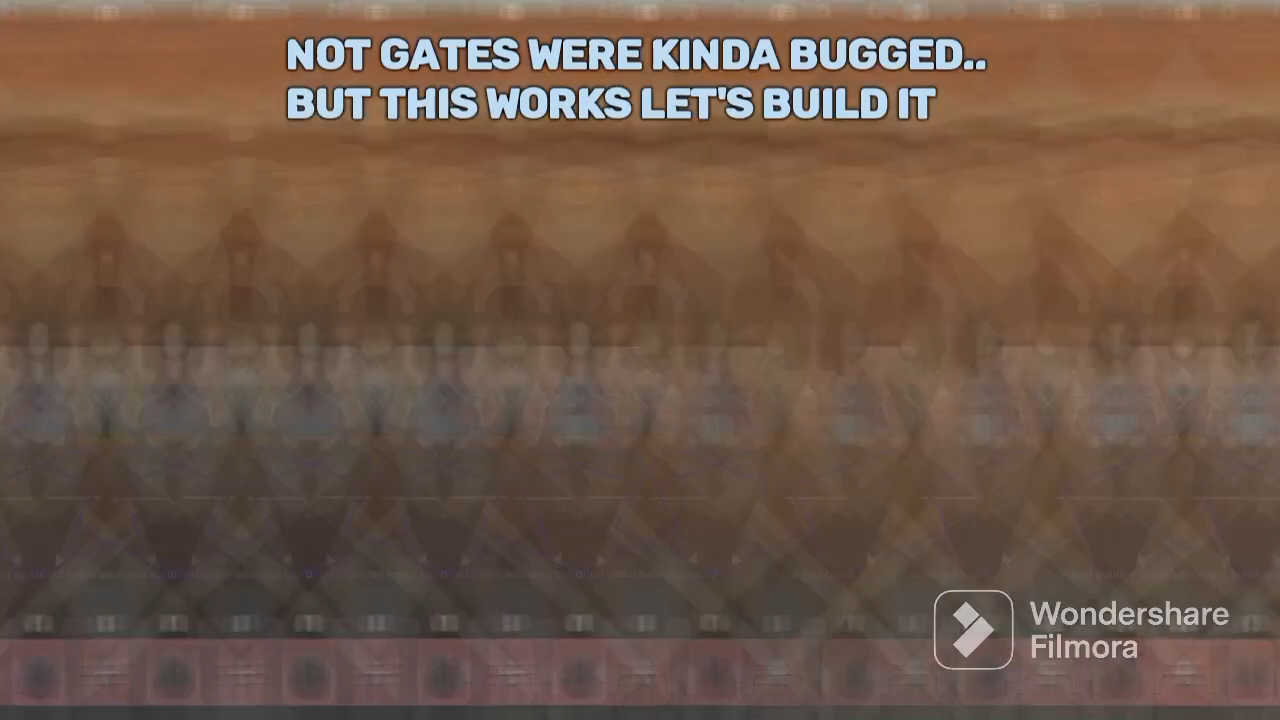 NOT GATES WERE KINDA BUGGED..
BUT THIS WORKS LET'S BUILD IT
Wondershare
Filmora